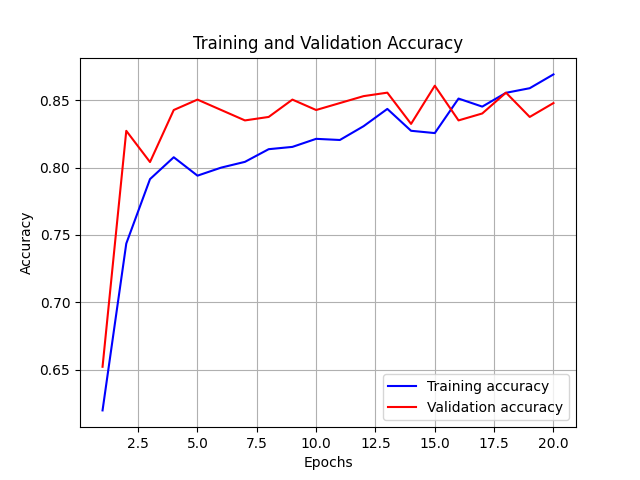 Training and Validation Accuracy
Accuracy
0.85
0.80
0.75
0.70
0.65
2.5 5.0 7.5 10.0 12.5 15.0 17.5 20.0
Epochs
Training accuracy
Validation accuracy